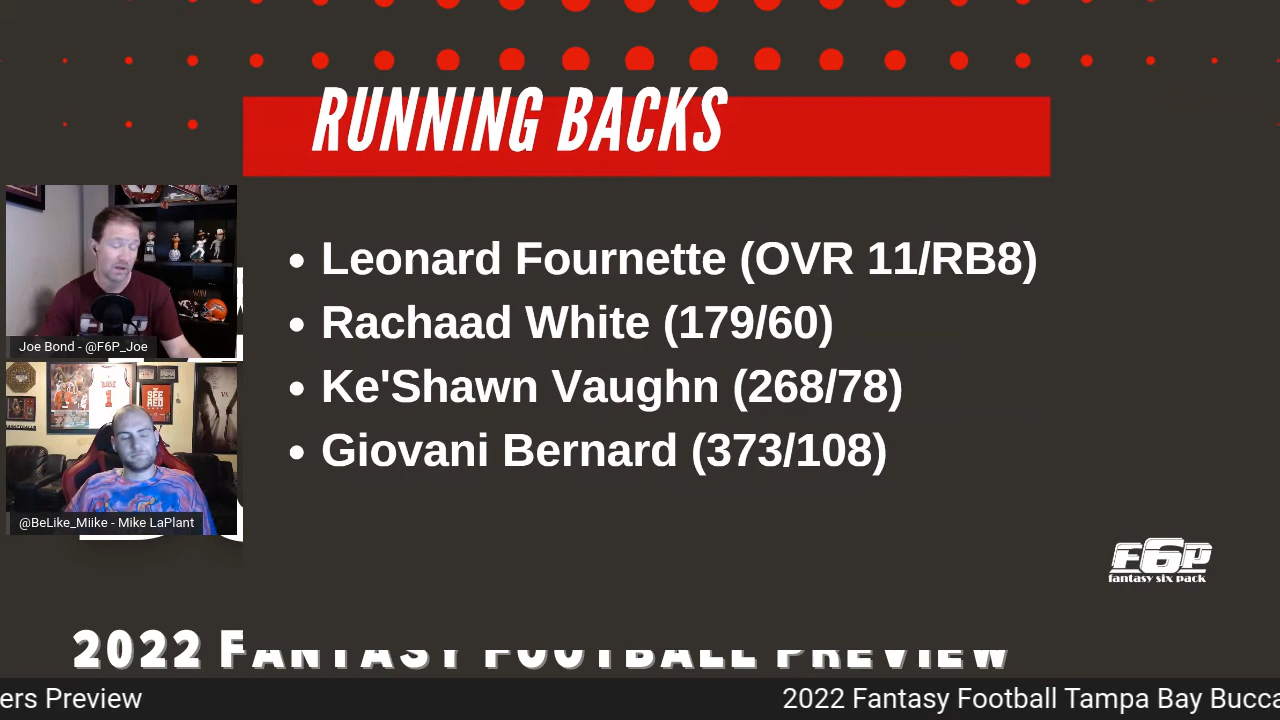 RUNNING BACKS
Leonard Fournette (OVR 11/RB8)
Rachaad White (179/60)
Ke'Shawn Vaughn (268/78)
Giovani Bernard (373/108)
Joe Bond - @F6P_Joe
@BeLike_Miike - Mike LaPlant
F6P
fantasy six pack
2022 FANTASY FOOTBALL PREVIEW
ers Preview
2022 Fantasy Football Tampa Bay Bucca